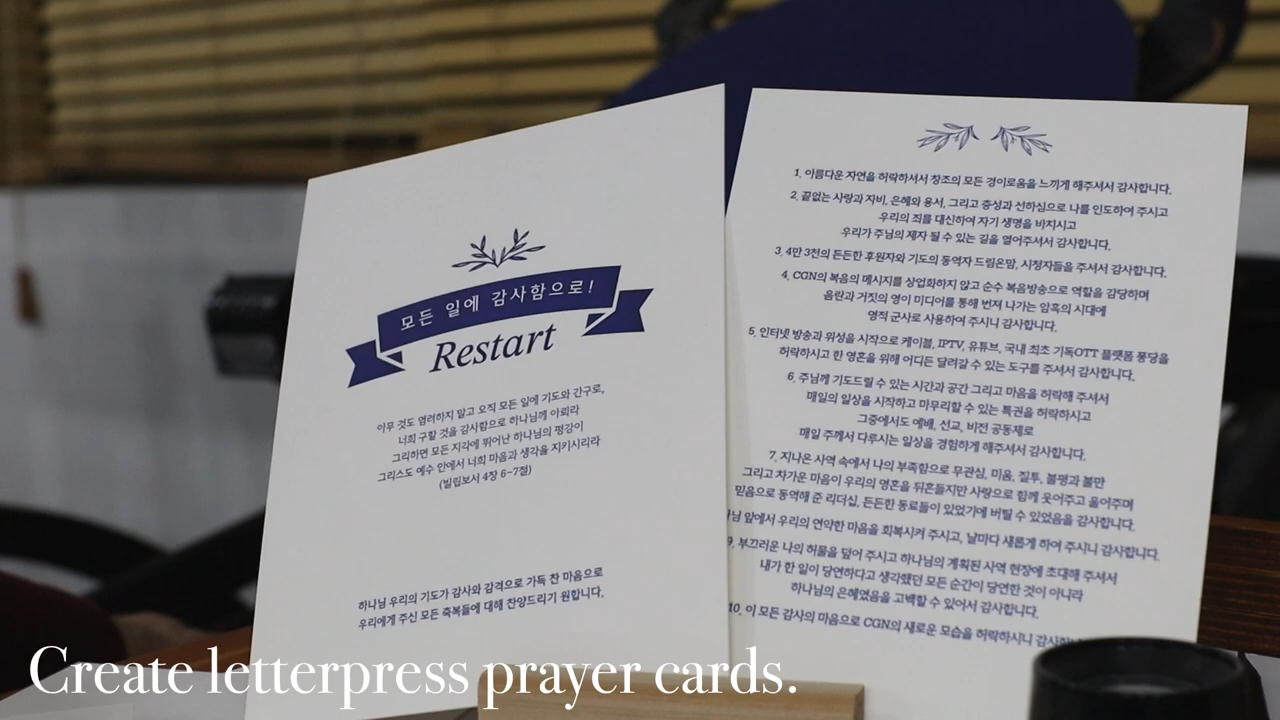 모든 일에 감사함으로!
Restart
아무 것도 염려하지 말고 오직 모든 일에 기도와 간구로,
너희 구할 것을 감사함으로 하나님께 아뢰라
그리하면 모든 지각에 뛰어난 하나님의 평강이
그리스도 예수 안에서 너희 마음과 생각을 지키시리라
(빌립보서 4장 6-7절)
하나님 우리의 기도가 감사와 감격으로 가득 찬 마음으로
우리에게 주신 모든 축복들에 대해 찬양드리기 원합니다.
1. 아름다운 자연을 허락하셔서 창조의 모든 경이로움을 느끼게 해주셔서 감사합니다.
2. 끝없는 사랑과 자비, 은혜와 용서, 그리고 충성과 선하심으로 나를 인도하여 주시고
우리의 죄를 대신하여 자기 생명을 바치시고
우리가 주님의 제자 될 수 있는 길을 열어주셔서 감사합니다.
3. 4만 3천의 든든한 후원자와 기도의 동역자 드림온맘, 시청자들을 주셔서 감사합니다.
4. CGN의 복음의 메시지를 상업화하지 않고 순수 복음방송으로 역할을 감당하며
음란과 거짓의 영이 미디어를 통해 번져 나가는 암흑의 시대에
영적 군사로 사용하여 주시니 감사합니다.
5. 인터넷 방송과 위성을 시작으로 케이블, IPTV, 유튜브, 국내 최초 기독OTT 플랫폼 퐁당을
허락하시고 한 영혼을 위해 어디든 달려갈 수 있는 도구를 주셔서 감사합니다.
6. 주님께 기도드릴 수 있는 시간과 공간 그리고 마음을 허락해 주셔서
매일의 일상을 시작하고 마무리할 수 있는 특권을 허락하시고
그중에서도 예배, 선교, 비전 공동체로
매일 주께서 다루시는 일상을 경험하게 해주셔서 감사합니다.
7. 지나온 사역 속에서 나의 부족함으로 무관심, 미움, 질투, 불평과 불만
그리고 차가운 마음이 우리의 영혼을 뒤흔들지만 사랑으로 함께 웃어주고 울어주며
믿음으로 동역해 준 리더십, 든든한 동료들이 있었기에 버틸 수 있었음을 감사합니다.
앞에서 우리의 연약한 마음을 회복시켜 주시고, 날마다 새롭게 하여 주시니 감사합니다.
9. 부끄러운 나의 허물을 덮어 주시고 하나님의 계획된 사역 현장에 초대해 주셔서
내가 한 일이 당연하다고 생각했던 모든 순간이 당연한 것이 아니라
하나님의 은혜였음을 고백할 수 있어서 감사합니다.
10. 이 모든 감사의 마음으로 CGN의 새로운 모습을 허락하시니
Create letterpress prayer cards.